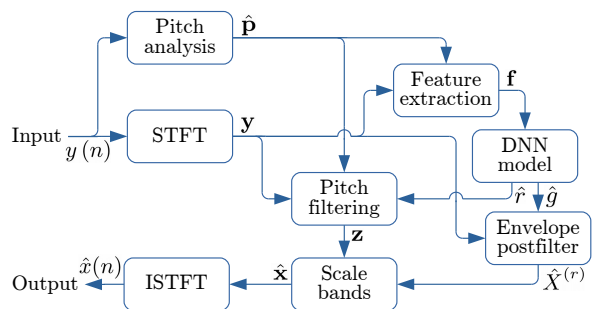 Pitch
analysis
p̂
Feature
extraction
f
Input
y (n)
STFT
y
DNN
model
Pitch
filtering
r̂
ĝ
Envelope
postfilter
z
Output
x̂(n)
ISTFT
x̂
Scale
bands
X̂⁽ʳ⁾